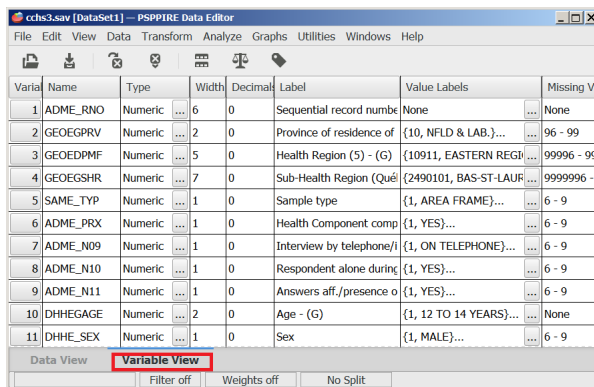 cchs3.sav [DataSet1] — PSPPIRE Data Editor
File Edit View Data Transform Analyze Graphs Utilities Windows Help
Varial Name Type Width Decimals Label Value Labels Missing V
1 ADME_RNO Numeric ... 6 0 Sequential record numbe None ... None
2 GEOEGPRV Numeric ... 2 0 Province of residence of {10, NFLD & LAB.}... ... 96 - 99
3 GEOEDPMF Numeric ... 5 0 Health Region (5) - (G) {10911, EASTERN REGI( ... 99996 - 99
4 GEOEGSHR Numeric ... 7 0 Sub-Health Region (Qué {2490101, BAS-ST-LAUR ... 9999996 -
5 SAME_TYP Numeric ... 1 0 Sample type {1, AREA FRAME}... ... 6 - 9
6 ADME_PRX Numeric ... 1 0 Health Component comp {1, YES}... ... 6 - 9
7 ADME_N09 Numeric ... 1 0 Interview by telephone/i {1, ON TELEPHONE}... ... 6 - 9
8 ADME_N10 Numeric ... 1 0 Respondent alone during {1, YES}... ... 6 - 9
9 ADME_N11 Numeric ... 1 0 Answers aff./presence o {1, YES}... ... 6 - 9
10 DHHEGAGE Numeric ... 2 0 Age - (G) {1, 12 TO 14 YEARS}... ... None
11 DHHE_SEX Numeric ... 1 0 Sex {1, MALE}... ... 6 - 9
Data View Variable View
Filter off Weights off No Split